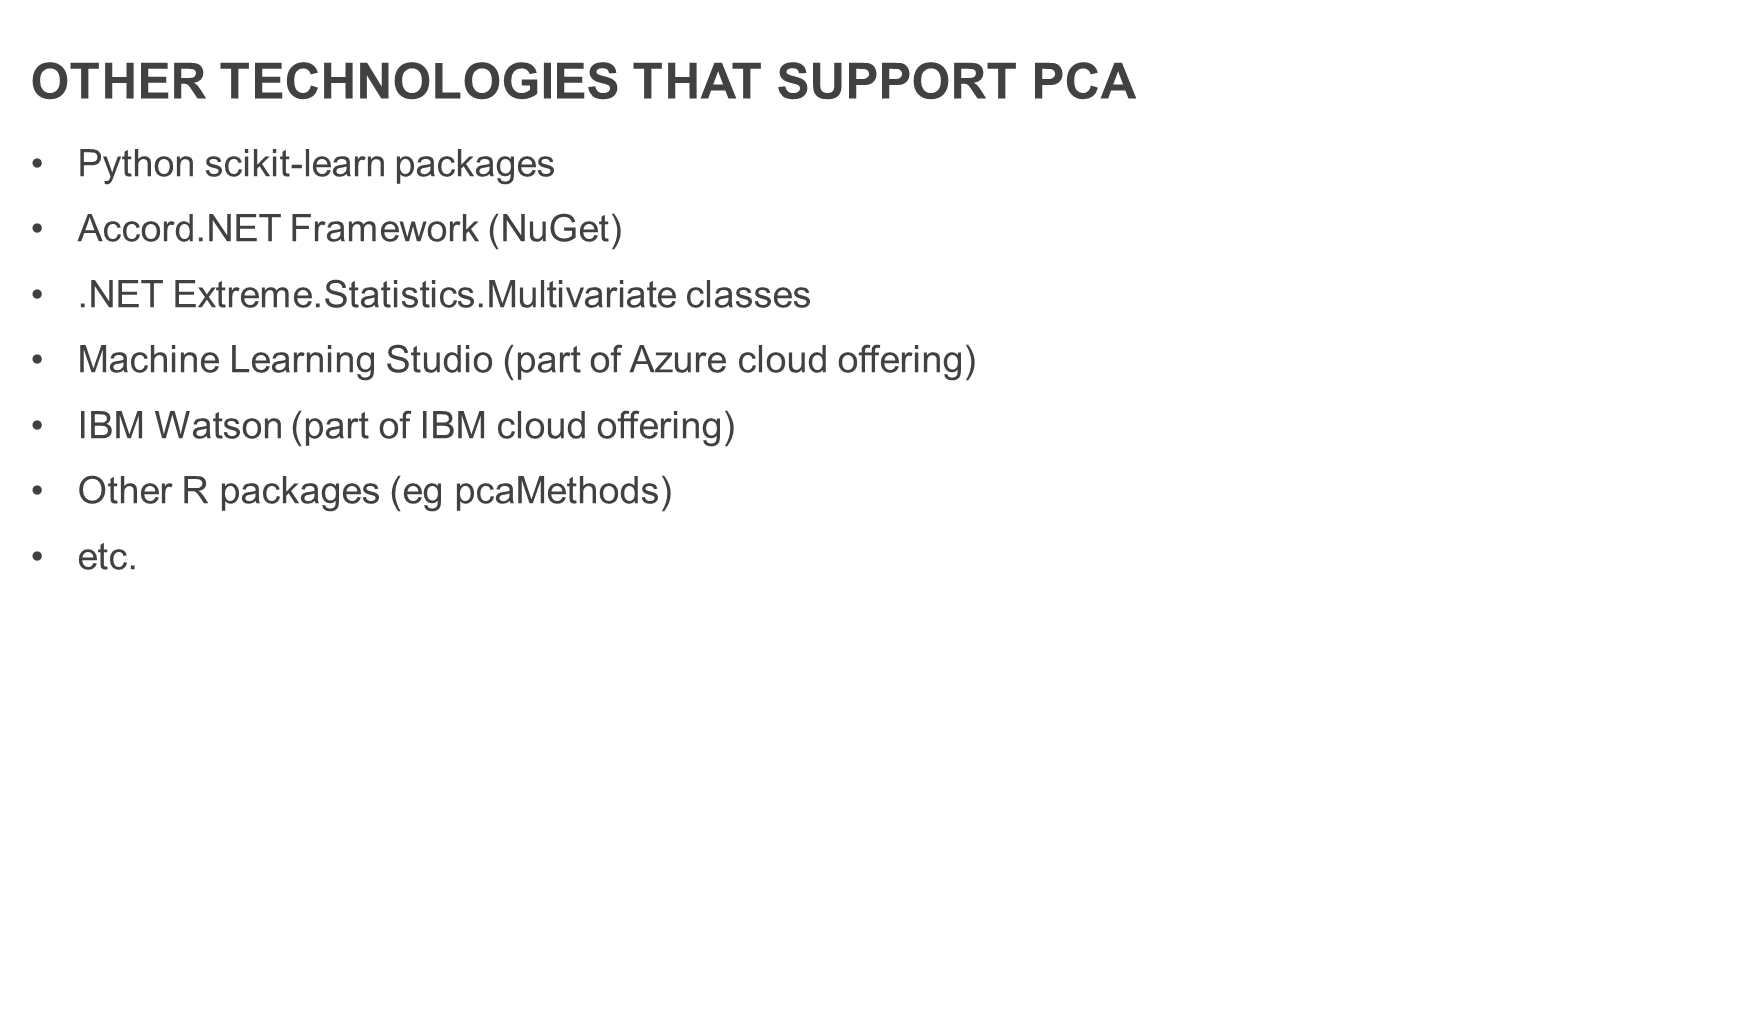 OTHER TECHNOLOGIES THAT SUPPORT PCA
• Python scikit-learn packages
• Accord.NET Framework (NuGet)
• .NET Extreme.Statistics.Multivariate classes
• Machine Learning Studio (part of Azure cloud offering)
• IBM Watson (part of IBM cloud offering)
• Other R packages (eg pcaMethods)
• etc.